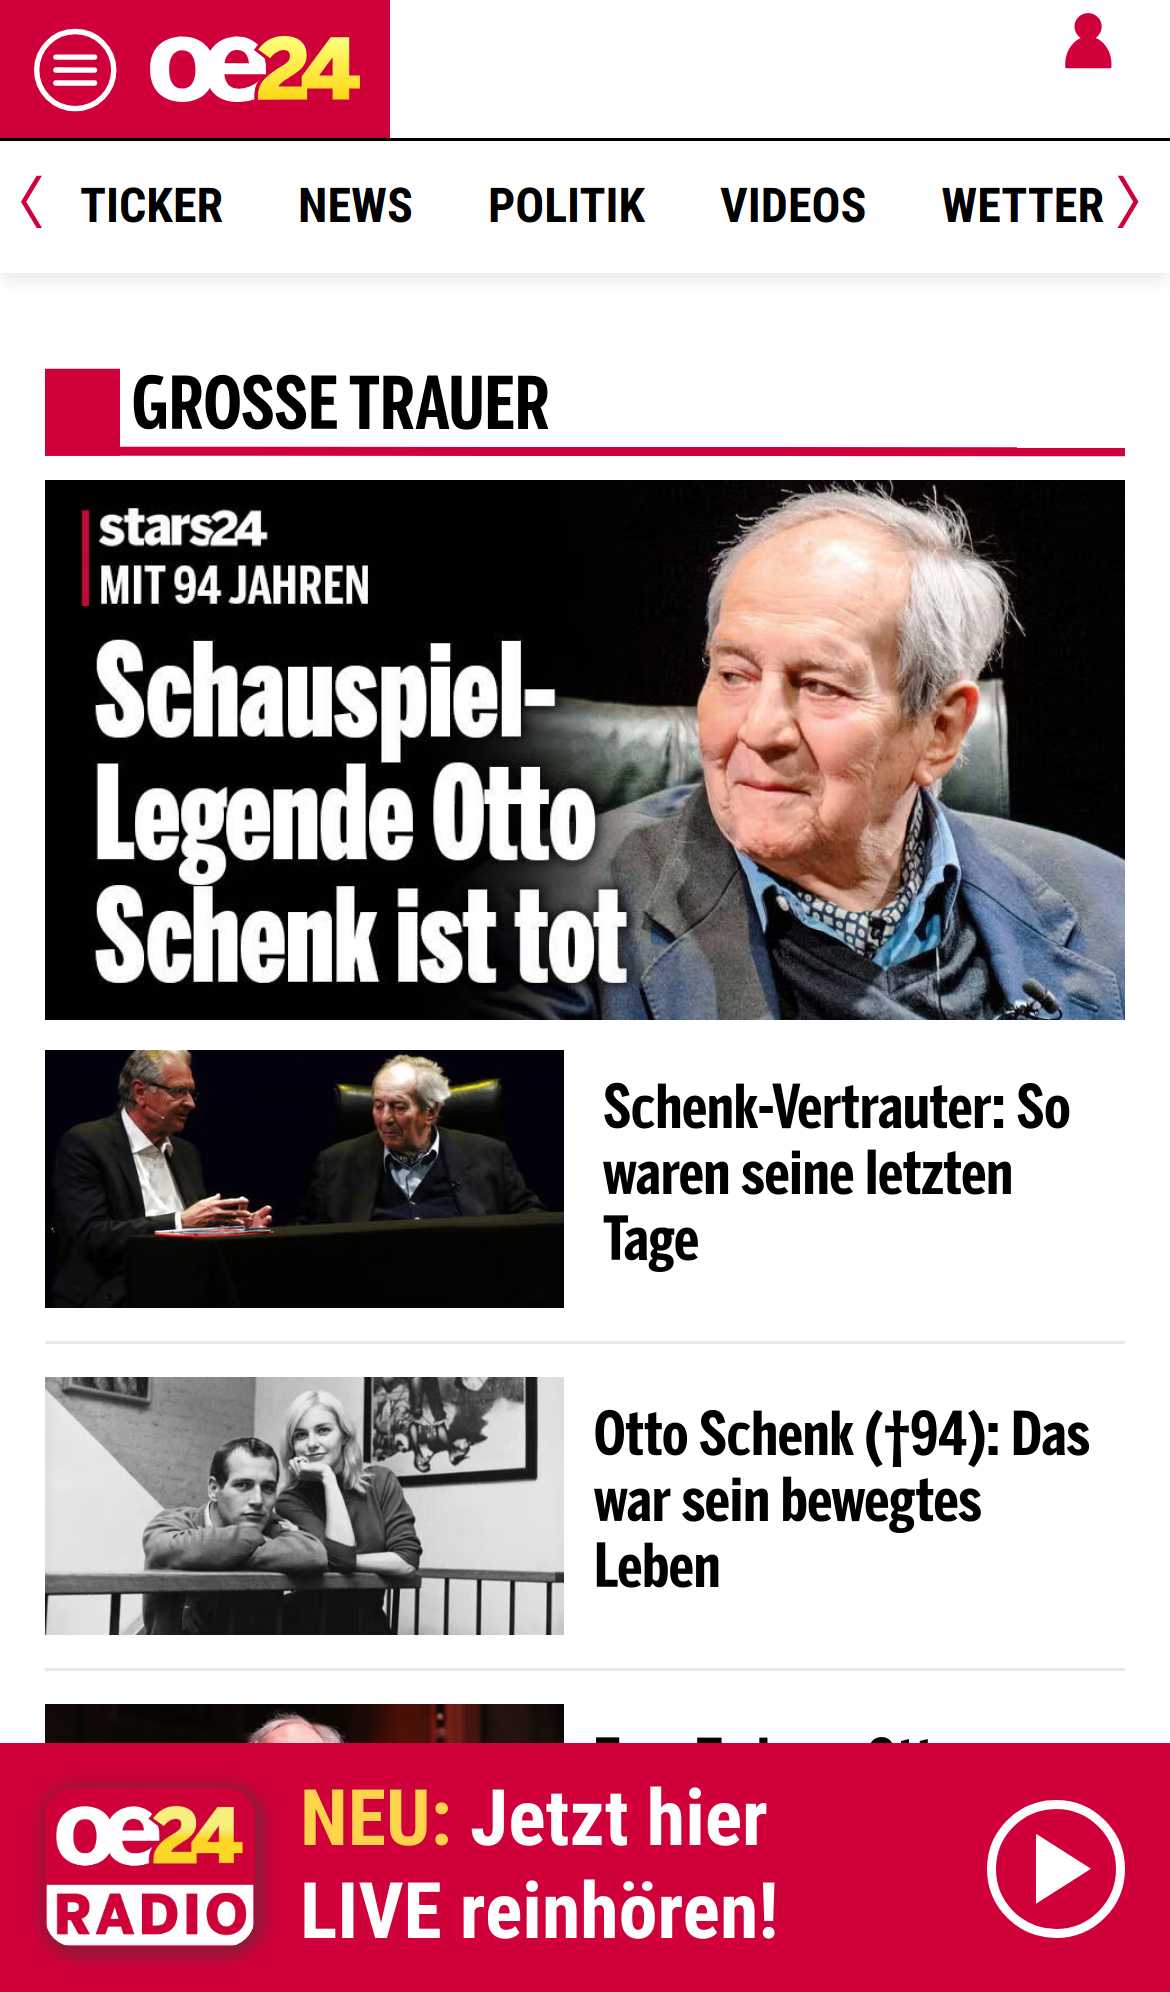 oe24
TICKER NEWS POLITIK VIDEOS WETTER
GROSSE TRAUER
stars24
MIT 94 JAHREN
Schauspiel-
Legende Otto
Schenk ist tot
Schenk-Vertrauter: So
waren seine letzten
Tage
Otto Schenk (†94): Das
war sein bewegtes
Leben
oe24
RADIO
NEU: Jetzt hier
LIVE reinhören!